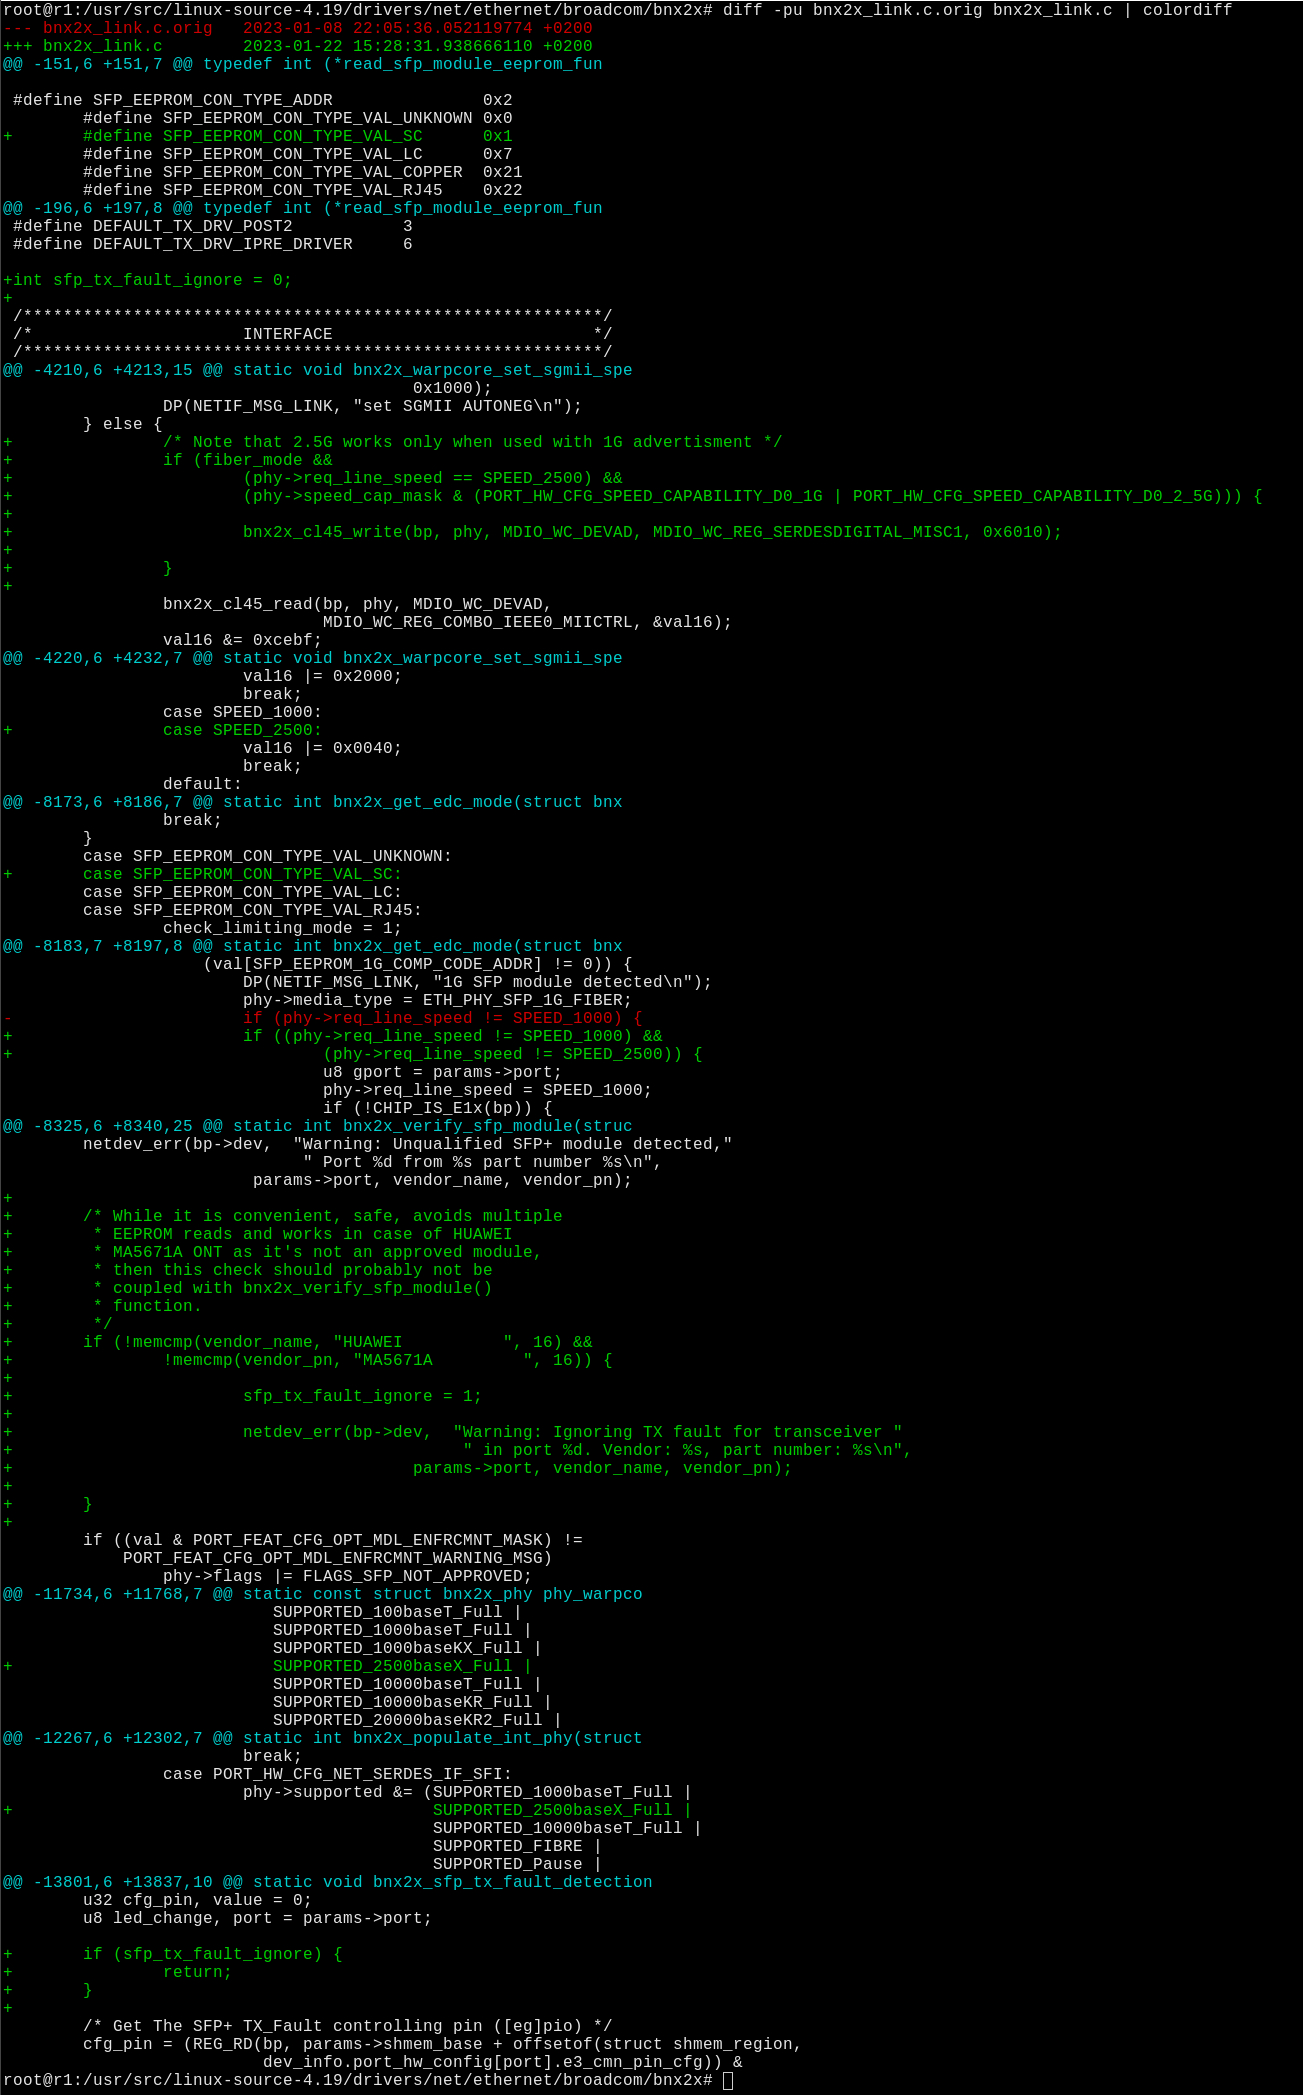 root@r1:/usr/src/linux-source-4.19/drivers/net/ethernet/broadcom/bnx2x# diff -pu bnx2x_link.c.orig bnx2x_link.c | colordiff
--- bnx2x_link.c.orig   2023-01-08 22:05:36.052119774 +0200
+++ bnx2x_link.c        2023-01-22 15:28:31.938666110 +0200
@@ -151,6 +151,7 @@ typedef int (*read_sfp_module_eeprom_fun
 #define SFP_EEPROM_CON_TYPE_ADDR               0x2
        #define SFP_EEPROM_CON_TYPE_VAL_UNKNOWN 0x0
+       #define SFP_EEPROM_CON_TYPE_VAL_SC      0x1
        #define SFP_EEPROM_CON_TYPE_VAL_LC      0x7
        #define SFP_EEPROM_CON_TYPE_VAL_COPPER  0x21
        #define SFP_EEPROM_CON_TYPE_VAL_RJ45    0x22
@@ -196,6 +197,8 @@ typedef int (*read_sfp_module_eeprom_fun
 #define DEFAULT_TX_DRV_POST2           3
 #define DEFAULT_TX_DRV_IPRE_DRIVER     6
+int sfp_tx_fault_ignore = 0;
+
 /**********************************************************/
 /*                     INTERFACE                          */
 /**********************************************************/
@@ -4210,6 +4213,15 @@ static void bnx2x_warpcore_set_sgmii_spe
                                         0x1000);
                DP(NETIF_MSG_LINK, "set SGMII AUTONEG\n");
        } else {
+               /* Note that 2.5G works only when used with 1G advertisment */
+               if (fiber_mode &&
+                       (phy->req_line_speed == SPEED_2500) &&
+                       (phy->speed_cap_mask & (PORT_HW_CFG_SPEED_CAPABILITY_D0_1G | PORT_HW_CFG_SPEED_CAPABILITY_D0_2_5G))) {
+
+                       bnx2x_cl45_write(bp, phy, MDIO_WC_DEVAD, MDIO_WC_REG_SERDESDIGITAL_MISC1, 0x6010);
+
+               }
+
                bnx2x_cl45_read(bp, phy, MDIO_WC_DEVAD,
                                MDIO_WC_REG_COMBO_IEEE0_MIICTRL, &val16);
                val16 &= 0xcebf;
@@ -4220,6 +4232,7 @@ static void bnx2x_warpcore_set_sgmii_spe
                        val16 |= 0x2000;
                        break;
                case SPEED_1000:
+               case SPEED_2500:
                        val16 |= 0x0040;
                        break;
                default:
@@ -8173,6 +8186,7 @@ static int bnx2x_get_edc_mode(struct bnx
                break;
        }
        case SFP_EEPROM_CON_TYPE_VAL_UNKNOWN:
+       case SFP_EEPROM_CON_TYPE_VAL_SC:
        case SFP_EEPROM_CON_TYPE_VAL_LC:
        case SFP_EEPROM_CON_TYPE_VAL_RJ45:
                check_limiting_mode = 1;
@@ -8183,7 +8197,8 @@ static int bnx2x_get_edc_mode(struct bnx
                    (val[SFP_EEPROM_1G_COMP_CODE_ADDR] != 0)) {
                        DP(NETIF_MSG_LINK, "1G SFP module detected\n");
                        phy->media_type = ETH_PHY_SFP_1G_FIBER;
-                       if (phy->req_line_speed != SPEED_1000) {
+                       if ((phy->req_line_speed != SPEED_1000) &&
+                               (phy->req_line_speed != SPEED_2500)) {
                                u8 gport = params->port;
                                phy->req_line_speed = SPEED_1000;
                                if (!CHIP_IS_E1x(bp)) {
@@ -8325,6 +8340,25 @@ static int bnx2x_verify_sfp_module(struc
        netdev_err(bp->dev,  "Warning: Unqualified SFP+ module detected,"
                              " Port %d from %s part number %s\n",
                         params->port, vendor_name, vendor_pn);
+
+       /* While it is convenient, safe, avoids multiple
+        * EEPROM reads and works in case of HUAWEI
+        * MA5671A ONT as it's not an approved module,
+        * then this check should probably not be
+        * coupled with bnx2x_verify_sfp_module()
+        * function.
+        */
+       if (!memcmp(vendor_name, "HUAWEI          ", 16) &&
+               !memcmp(vendor_pn, "MA5671A         ", 16)) {
+
+                       sfp_tx_fault_ignore = 1;
+
+                       netdev_err(bp->dev,  "Warning: Ignoring TX fault for transceiver "
+                                             " in port %d. Vendor: %s, part number: %s\n",
+                                        params->port, vendor_name, vendor_pn);
+
+       }
+
        if ((val & PORT_FEAT_CFG_OPT_MDL_ENFRCMNT_MASK) !=
            PORT_FEAT_CFG_OPT_MDL_ENFRCMNT_WARNING_MSG)
                phy->flags |= FLAGS_SFP_NOT_APPROVED;
@@ -11734,6 +11768,7 @@ static const struct bnx2x_phy phy_warpco
                           SUPPORTED_100baseT_Full |
                           SUPPORTED_1000baseT_Full |
                           SUPPORTED_1000baseKX_Full |
+                          SUPPORTED_2500baseX_Full |
                           SUPPORTED_10000baseT_Full |
                           SUPPORTED_10000baseKR_Full |
                           SUPPORTED_20000baseKR2_Full |
@@ -12267,6 +12302,7 @@ static int bnx2x_populate_int_phy(struct
                        break;
                case PORT_HW_CFG_NET_SERDES_IF_SFI:
                        phy->supported &= (SUPPORTED_1000baseT_Full |
+                                          SUPPORTED_2500baseX_Full |
                                           SUPPORTED_10000baseT_Full |
                                           SUPPORTED_FIBRE |
                                           SUPPORTED_Pause |
@@ -13801,6 +13837,10 @@ static void bnx2x_sfp_tx_fault_detection
        u32 cfg_pin, value = 0;
        u8 led_change, port = params->port;
+       if (sfp_tx_fault_ignore) {
+               return;
+       }
+
        /* Get The SFP+ TX_Fault controlling pin ([eg]pio) */
        cfg_pin = (REG_RD(bp, params->shmem_base + offsetof(struct shmem_region,
                          dev_info.port_hw_config[port].e3_cmn_pin_cfg)) &
root@r1:/usr/src/linux-source-4.19/drivers/net/ethernet/broadcom/bnx2x#